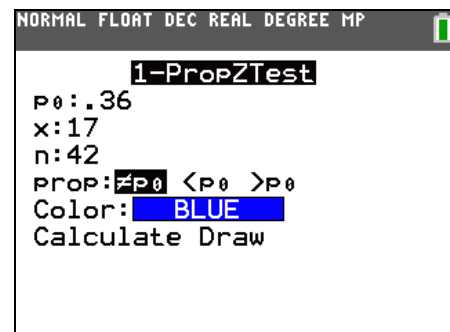 NORMAL FLOAT DEC REAL DEGREE MP
1-PropZTest
p₀:.36
x:17
n:42
prop:≠p₀ <p₀ >p₀
Color: BLUE
Calculate Draw